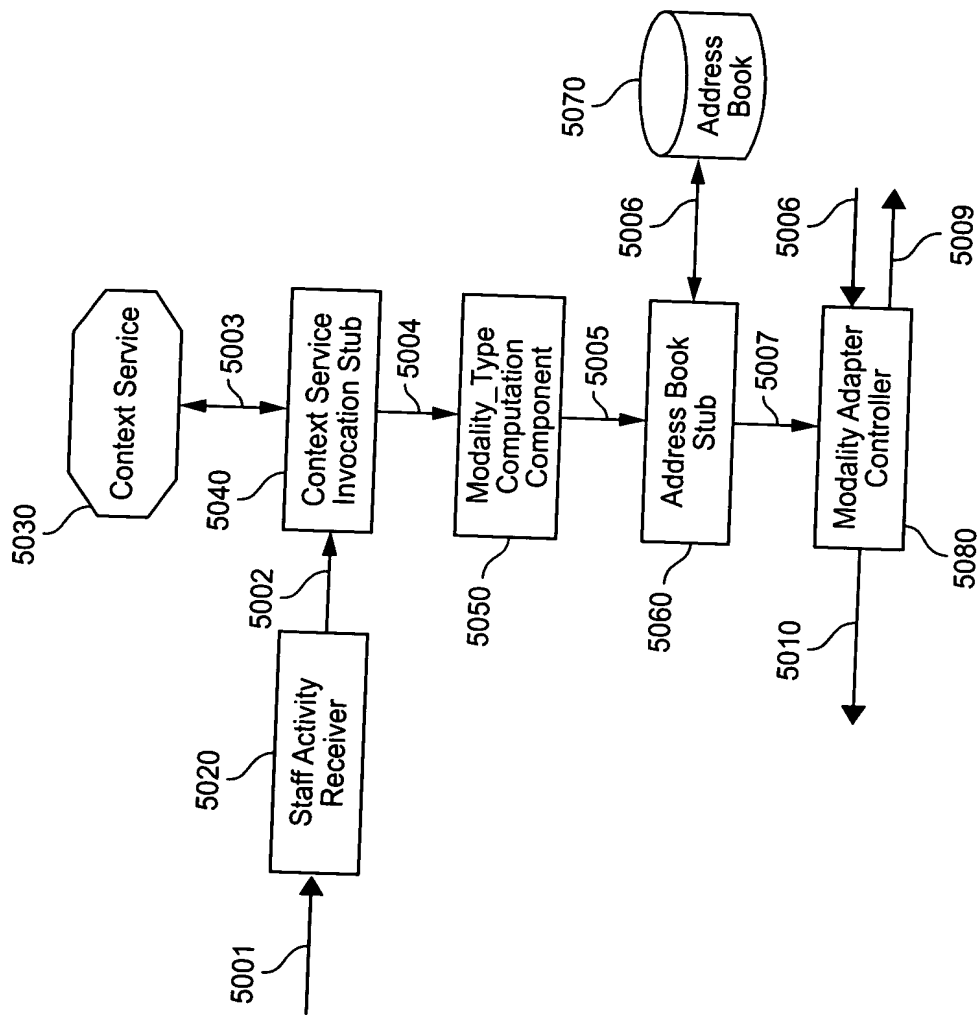 5001
5020
Staff Activity
Receiver
5002
5030
Context Service
5003
5040
Context Service
Invocation Stub
5004
5050
Modality_Type
Computation
Component
5005
5060
Address Book
Stub
5006
5070
Address
Book
5007
5080
Modality Adapter
Controller
5006
5009
5010